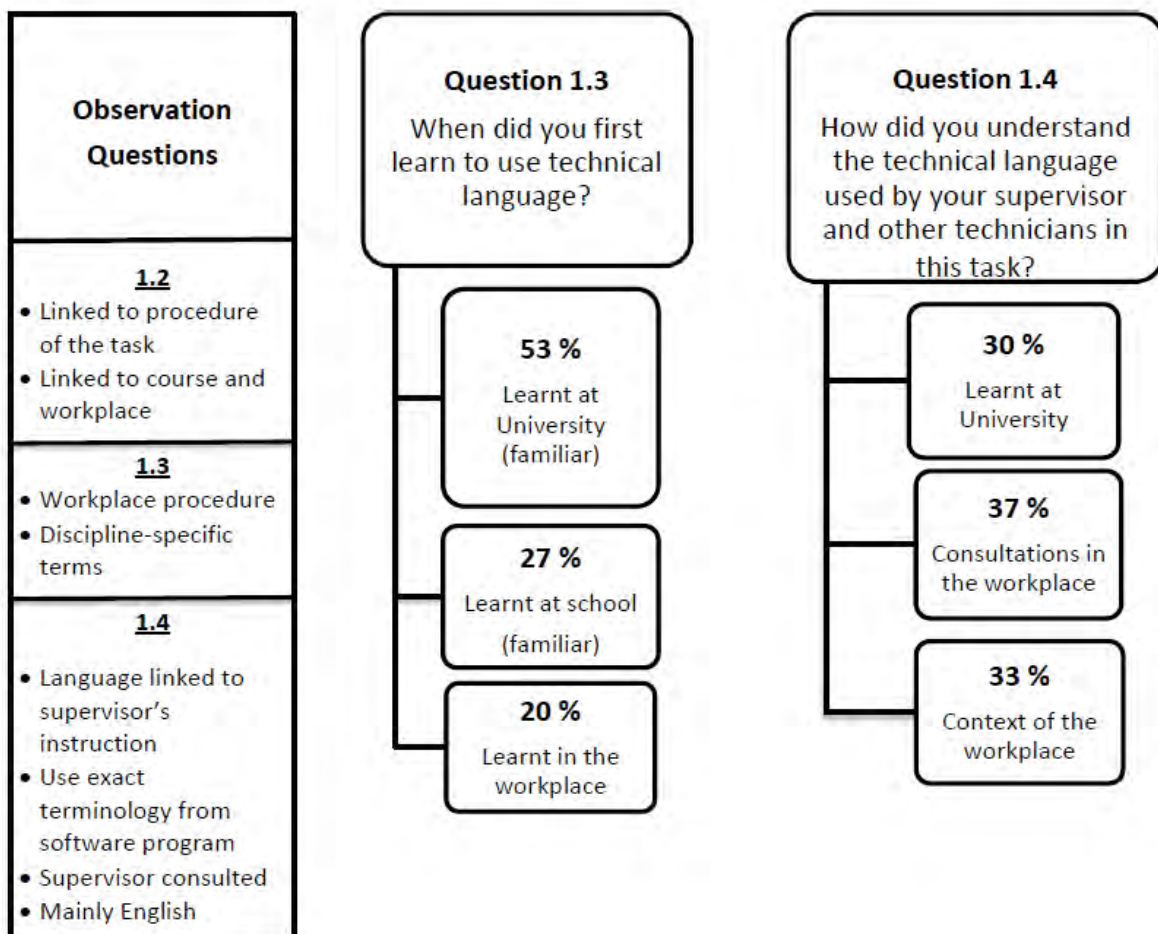 Observation
Questions
1.2
• Linked to procedure
of the task
• Linked to course and
workplace
1.3
• Workplace procedure
• Discipline-specific
terms
1.4
• Language linked to
supervisor's
instruction
• Use exact
terminology from
software program
• Supervisor consulted
• Mainly English
Question 1.3
When did you first
learn to use technical
language?
53 %
Learnt at
University
(familiar)
27 %
Learnt at school
(familiar)
20 %
Learnt in the
workplace
Question 1.4
How did you understand
the technical language
used by your supervisor
and other technicians in
this task?
30 %
Learnt at
University
37 %
Consultations in
the workplace
33 %
Context of the
workplace